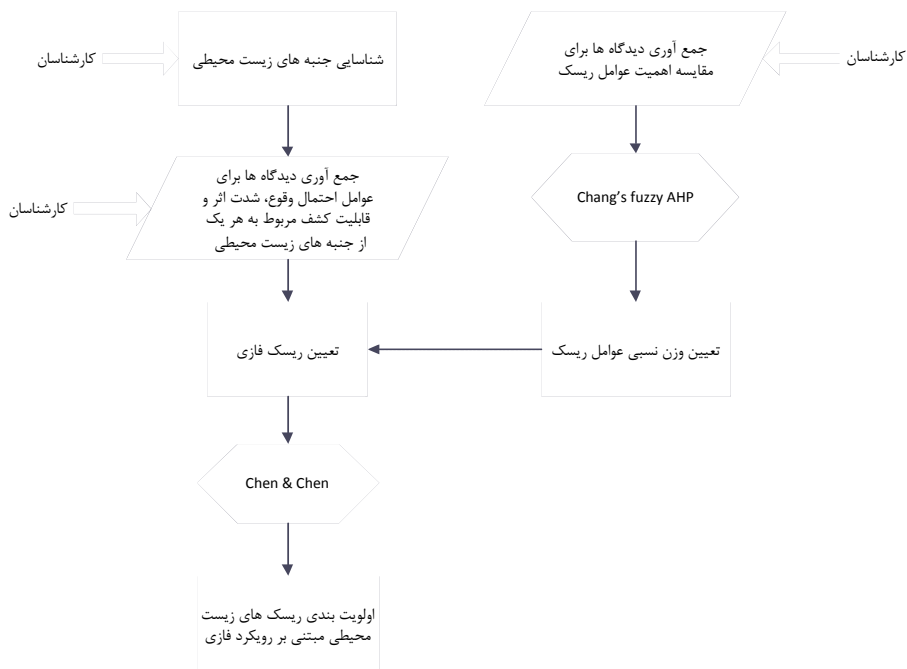 کارشناسان
شناسایی جنبه های زیست محیطی
جمع آوری دیدگاه ها برای
مقایسه اهمیت عوامل ریسک
کارشناسان
کارشناسان
جمع آوری دیدگاه ها برای
عوامل احتمال وقوع، شدت اثر و
قابلیت کشف مربوط به هر یک
از جنبه های زیست محیطی
Chang's fuzzy AHP
تعیین ریسک فازی
تعیین وزن نسبی عوامل ریسک
Chen & Chen
اولویت بندی ریسک های زیست
محیطی مبتنی بر رویکرد فازی